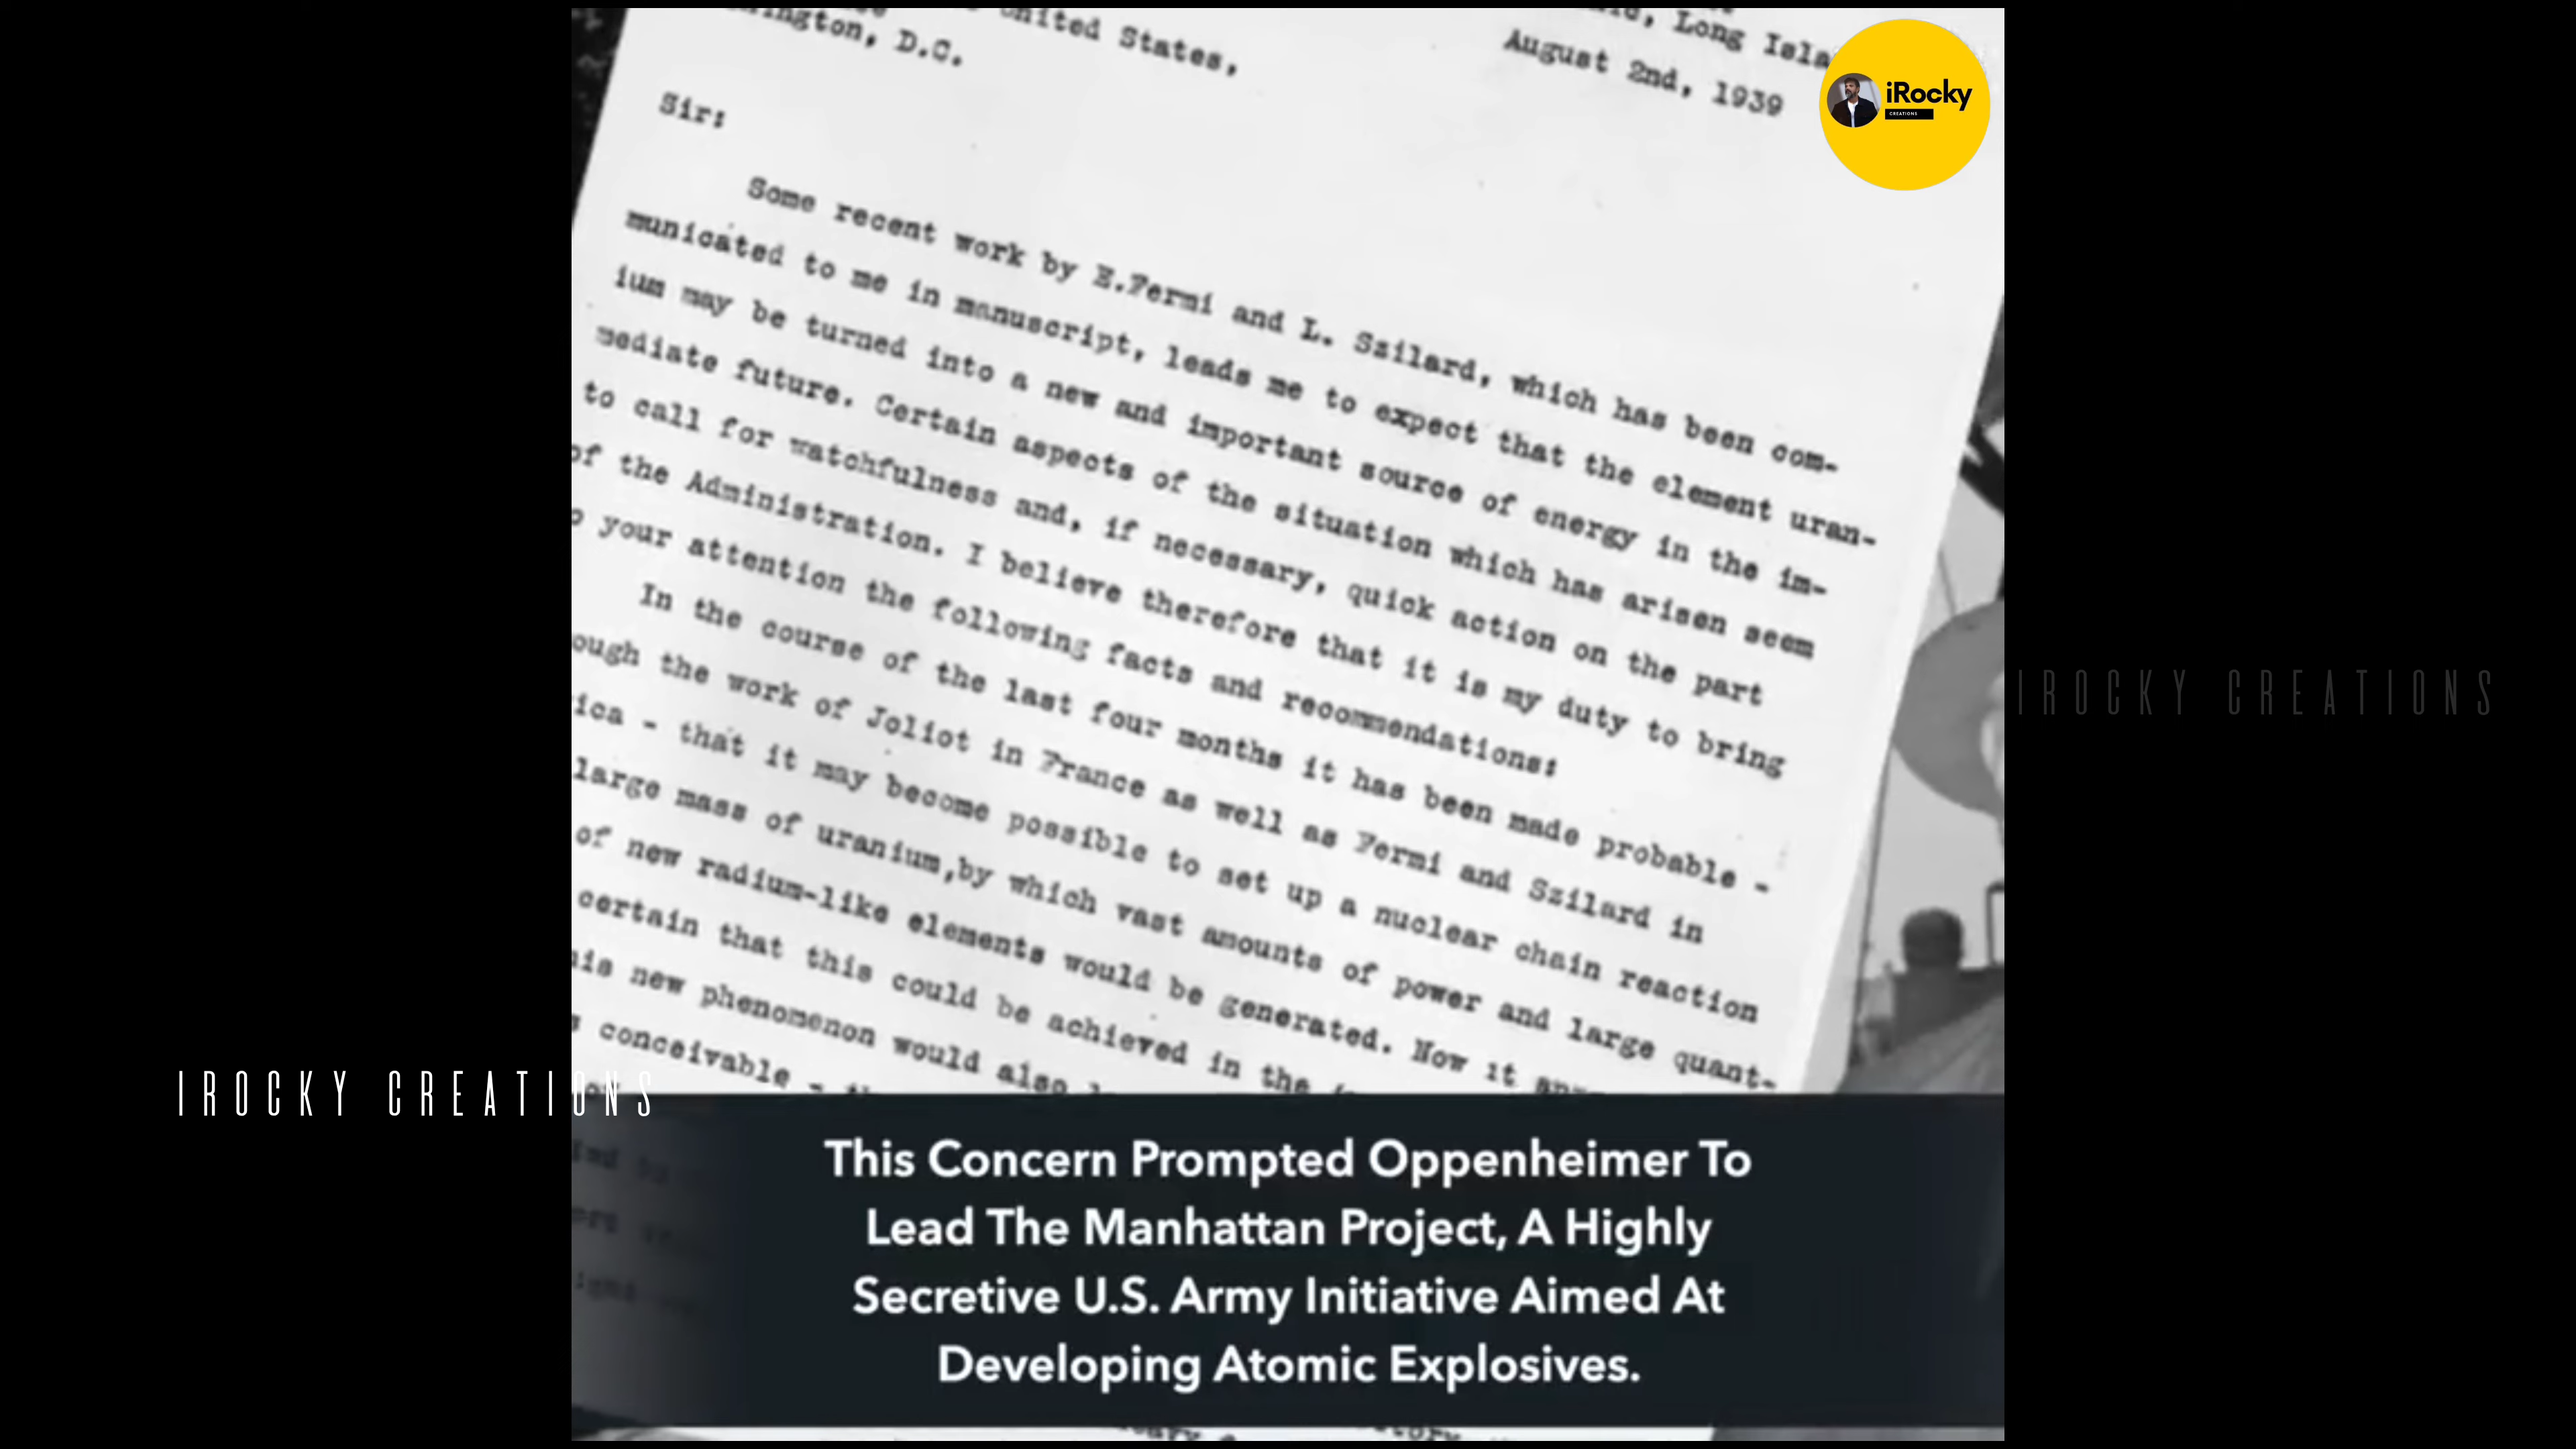 United States,
D.C.
Long
August 2nd, 1939
iRocky
CREATIONS
Sir:
Some recent work by E.Fermi and L. Szilard, which has been com-
municated to me in manuscript, leads me to expect that the element uran-
ium may be turned into a new and important source of energy in the im-
mediate future. Certain aspects of the situation which has arisen seem
to call for watchfulness and, if necessary, quick action on the part
of the Administration. I believe therefore that it is my duty to bring
your attention the following facts and recommendations:
In the course of the last four months it has been made probable -
ough the work of Joliot in France as well as Fermi and Szilard in
ica - that it may become possible to set up a nuclear chain reaction
large mass of uranium,by which vast amounts of power and large quant-
of new radium-like elements would be generated. Now it
certain that this could be achieved in the
his new phenomenon would also
conceivable -
IROCKY CREATIONS
IROCKY CREATIONS
This Concern Prompted Oppenheimer To
Lead The Manhattan Project, A Highly
Secretive U.S. Army Initiative Aimed At
Developing Atomic Explosives.